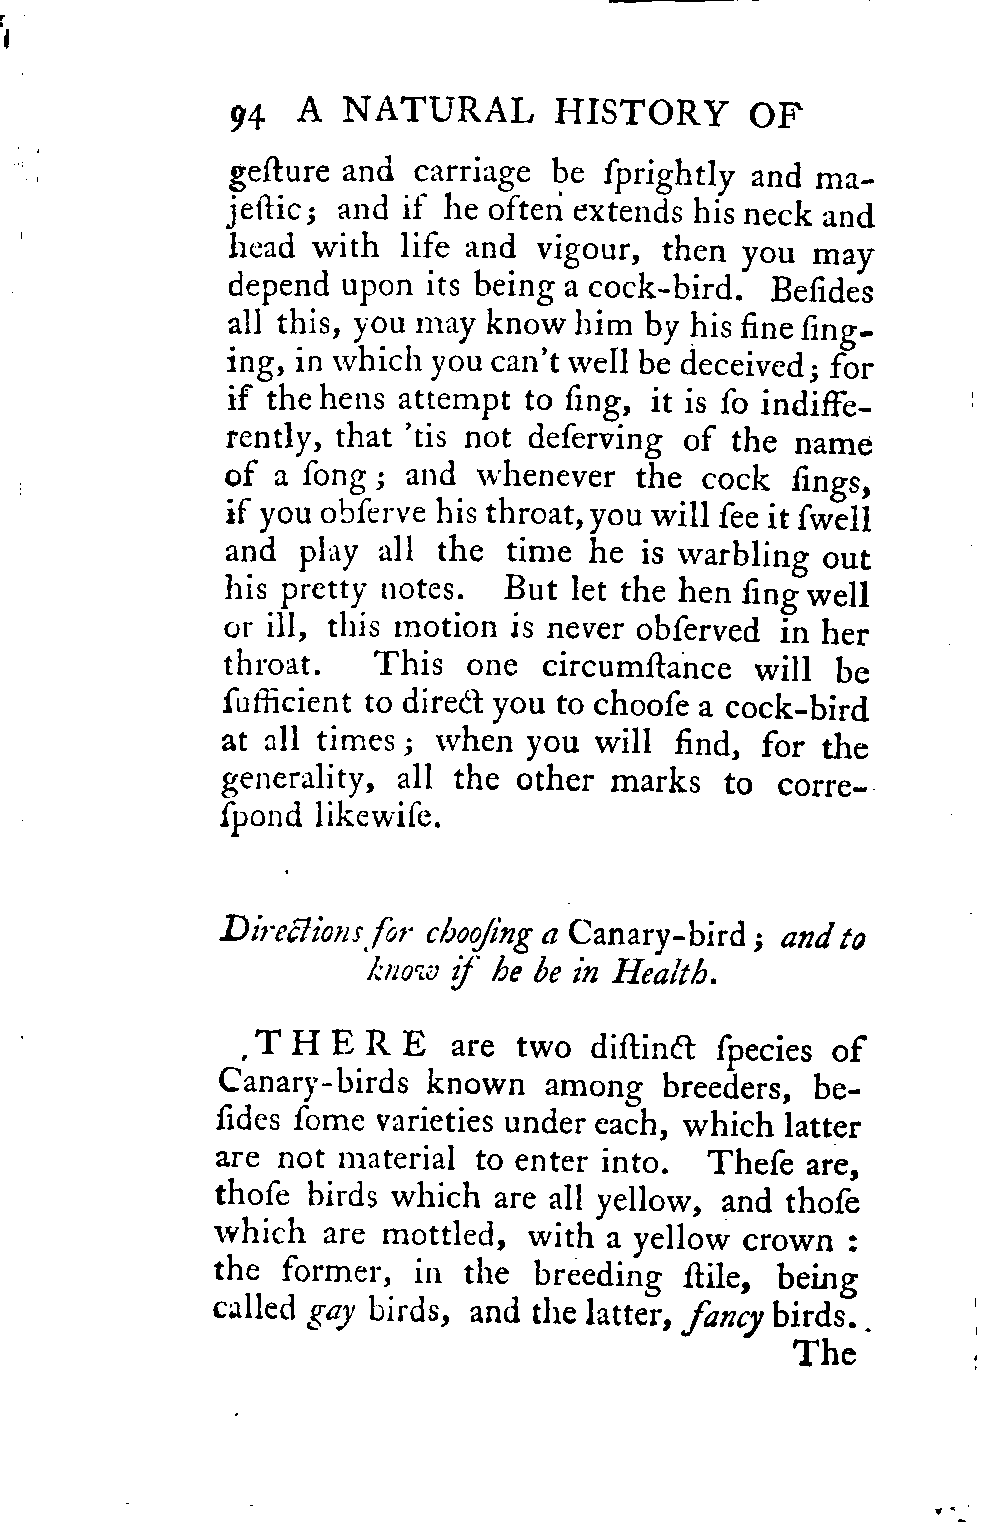 94 A NATURAL HISTORY OF
geſture and carriage be ſprightly and ma-
jeſtic; and if he often extends his neck and
head with life and vigour, then you may
depend upon its being a cock-bird. Beſides
all this, you may know him by his fine ſing-
ing, in which you can't well be deceived; for
if the hens attempt to ſing, it is ſo indiffe-
rently, that 'tis not deſerving of the name
of a ſong; and whenever the cock ſings,
if you obſerve his throat, you will ſee it ſwell
and play all the time he is warbling out
his pretty notes. But let the hen ſing well
or ill, this motion is never obſerved in her
throat. This one circumſtance will be
ſufficient to direct you to chooſe a cock-bird
at all times; when you will find, for the
generality, all the other marks to corre-
ſpond likewiſe.
Directions for chooſing a Canary-bird; and to
know if he be in Health.
THERE are two diſtinct ſpecies of
Canary-birds known among breeders, be-
ſides ſome varieties under each, which latter
are not material to enter into. Theſe are,
thoſe birds which are all yellow, and thoſe
which are mottled, with a yellow crown :
the former, in the breeding ſtile, being
called gay birds, and the latter, fancy birds.
The